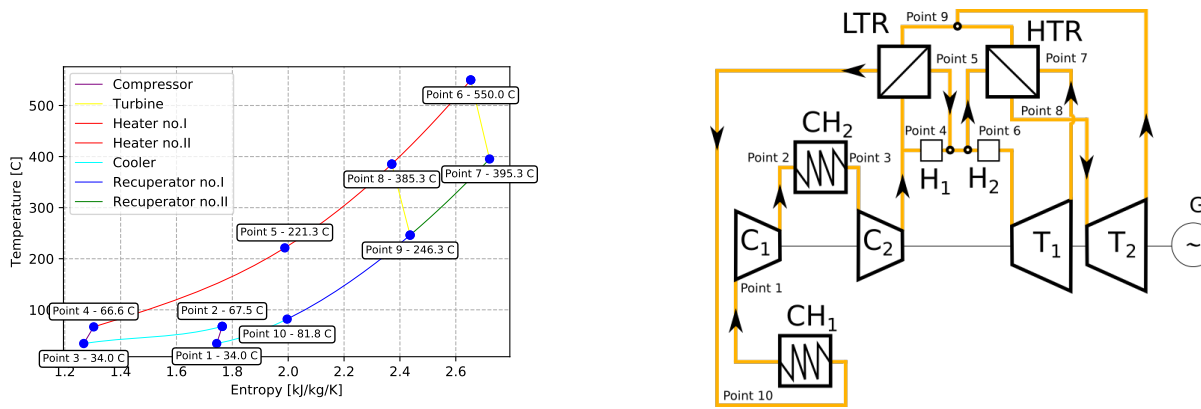 Compressor
Turbine
Heater no.I
Heater no.II
Cooler
Recuperator no.I
Recuperator no.II
Temperature [C]
500
400
300
200
100
Point 6 - 550.0 C
Point 7 - 395.3 C
Point 8 - 385.3 C
Point 5 - 221.3 C
Point 9 - 246.3 C
Point 4 - 66.6 C
Point 2 - 67.5 C
Point 10 - 81.8 C
Point 3 - 34.0 C
Point 1 - 34.0 C
1.2 1.4 1.6 1.8 2.0 2.2 2.4 2.6
Entropy [kJ/kg/K]
LTR
Point 9
HTR
Point 5
Point 7
Point 8
CH2
Point 4
Point 6
Point 2
Point 3
H1
H2
G
C1
C2
T1
T2
~
Point 1
CH1
Point 10